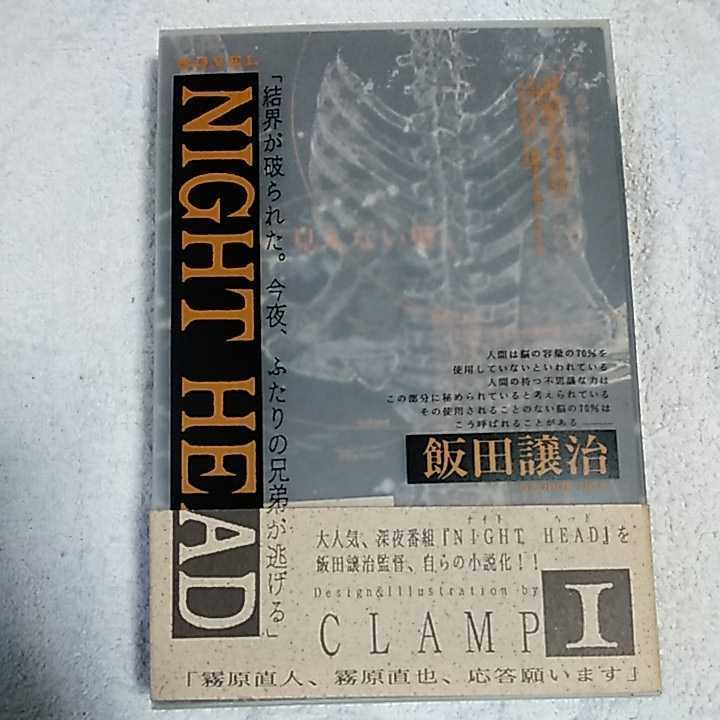 NIGHT HEAD
「結界が破られた。今夜、ふたりの兄弟が逃げる」
人間は脳の容量の70％を
使用していないといわれている
人間の持つ不思議な力は
この部分に秘められていると考えられている
その使用されることのない脳の70％は
こう呼ばれることがある――
飯田譲治
ナイト ヘッド
大人気、深夜番組『NIGHT HEAD』を
飯田譲治監督、自らの小説化！！
Design&Illustration by
CLAMP
I
「霧原直人、霧原直也、応答願います」